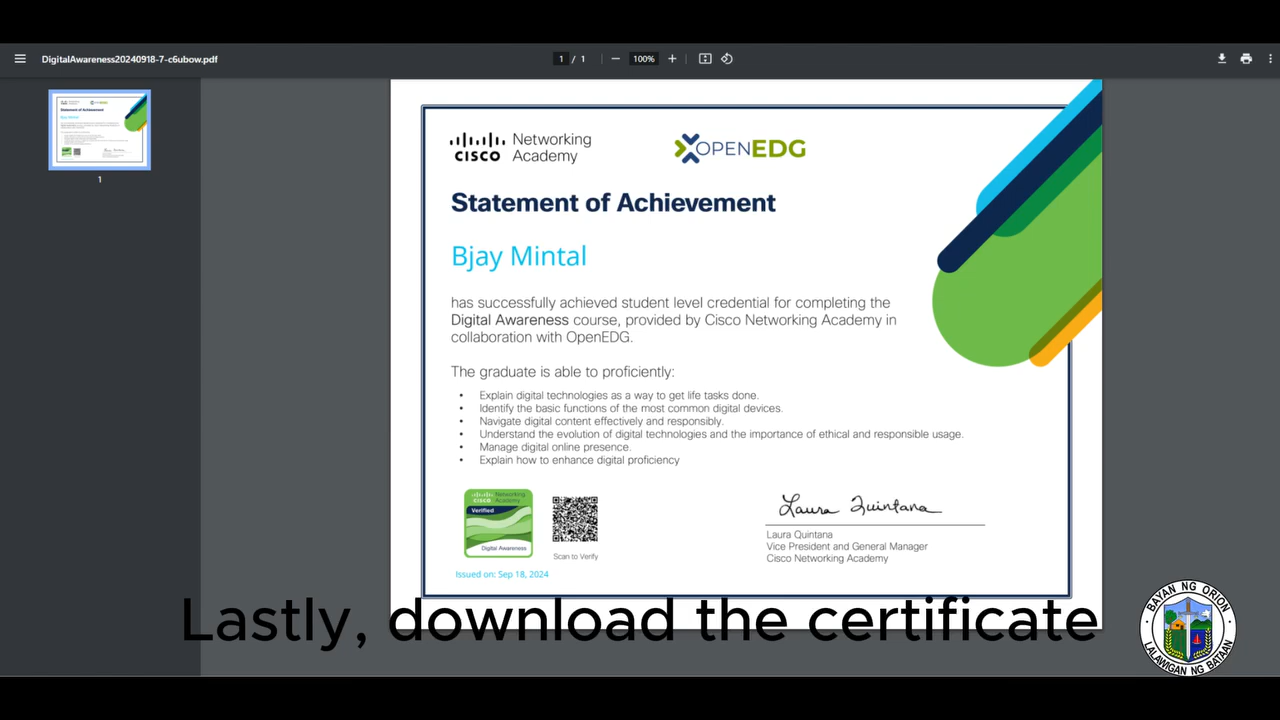 DigitalAwareness20240918-7-c6ubow.pdf
1 / 1
100%
1
cisco Networking Academy
OPENEDG
Statement of Achievement
Bjay Mintal
has successfully achieved student level credential for completing the
Digital Awareness course, provided by Cisco Networking Academy in
collaboration with OpenEDG.
The graduate is able to proficiently:
• Explain digital technologies as a way to get life tasks done.
• Identify the basic functions of the most common digital devices.
• Navigate digital content effectively and responsibly.
• Understand the evolution of digital technologies and the importance of ethical and responsible usage.
• Manage digital online presence.
• Explain how to enhance digital proficiency
cisco Networking Academy
Verified
Digital Awareness
Scan to Verify
Issued on: Sep 18, 2024
Laura Quintana
Laura Quintana
Vice President and General Manager
Cisco Networking Academy
Lastly, download the certificate
BAYAN NG ORION
LALAWIGAN NG BATAAN